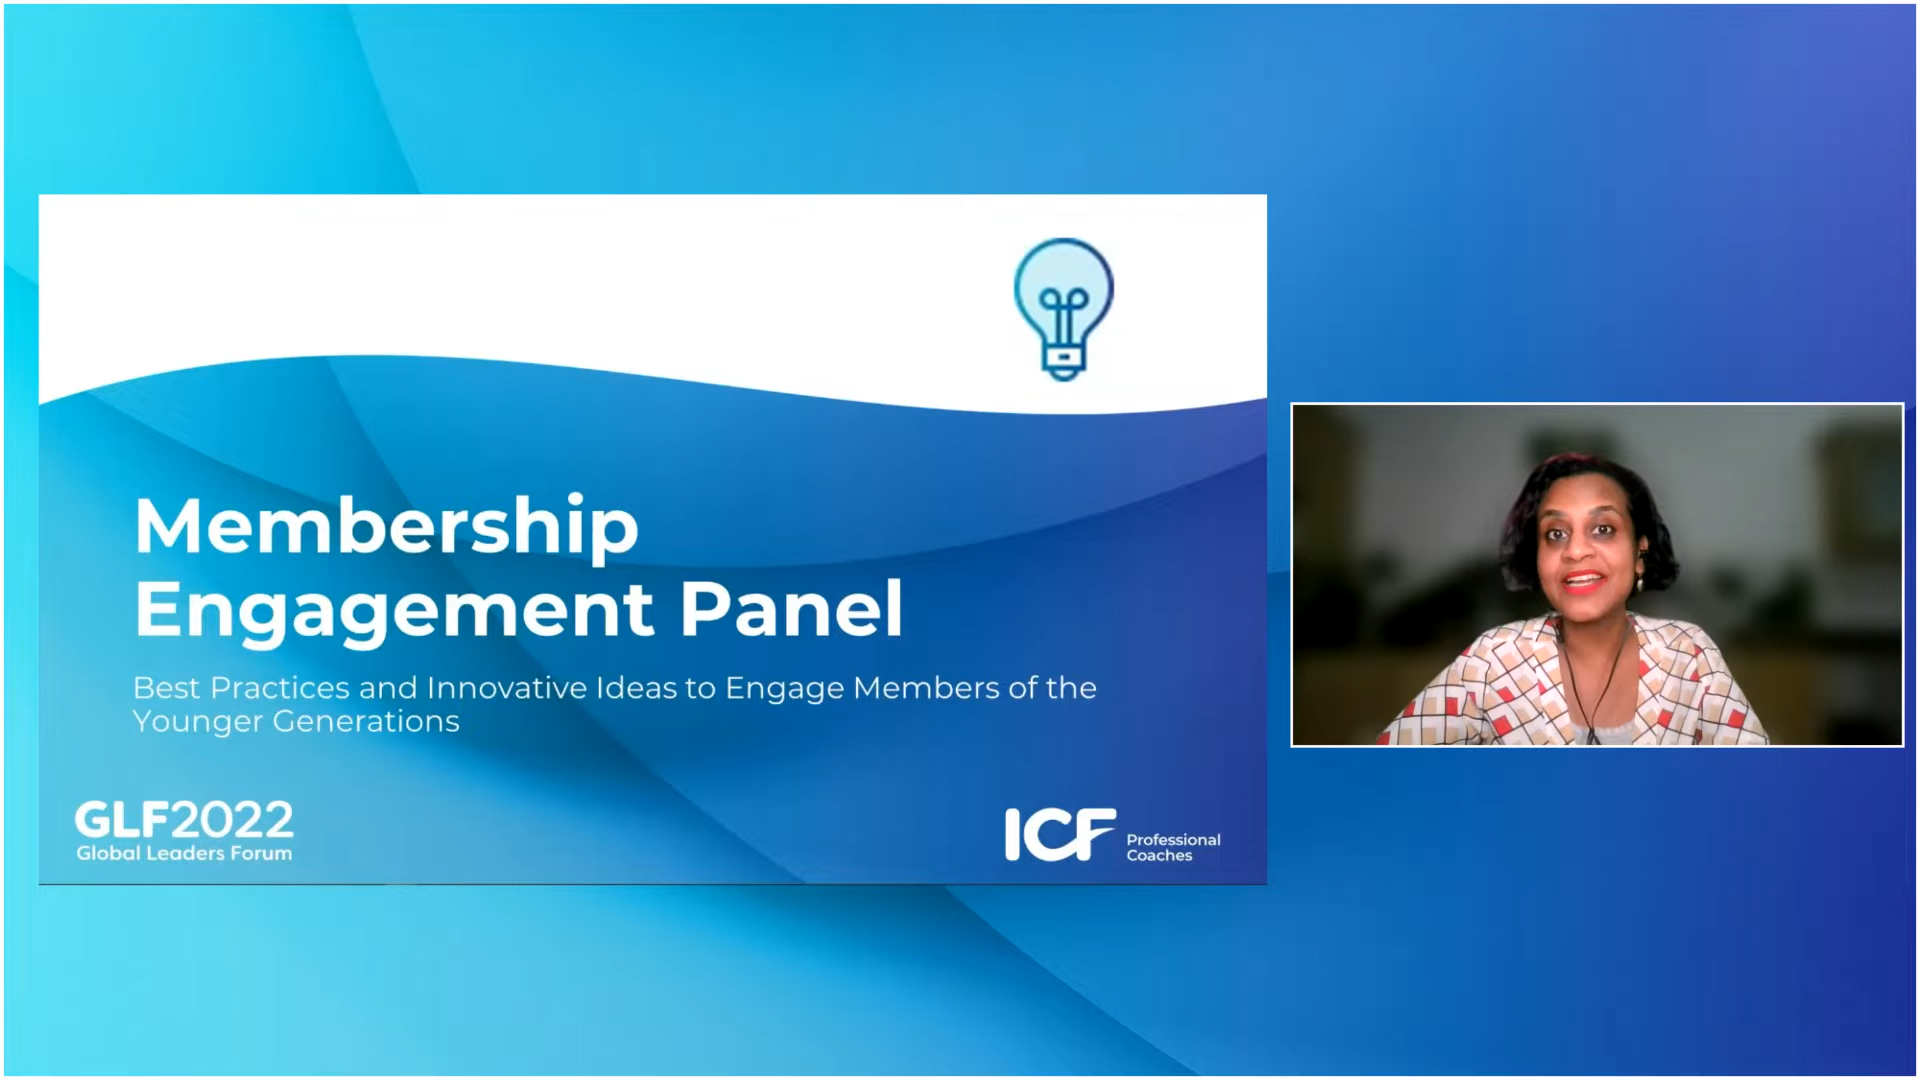 Membership
Engagement Panel
Best Practices and Innovative Ideas to Engage Members of the
Younger Generations
GLF2022
Global Leaders Forum
ICF Professional
Coaches